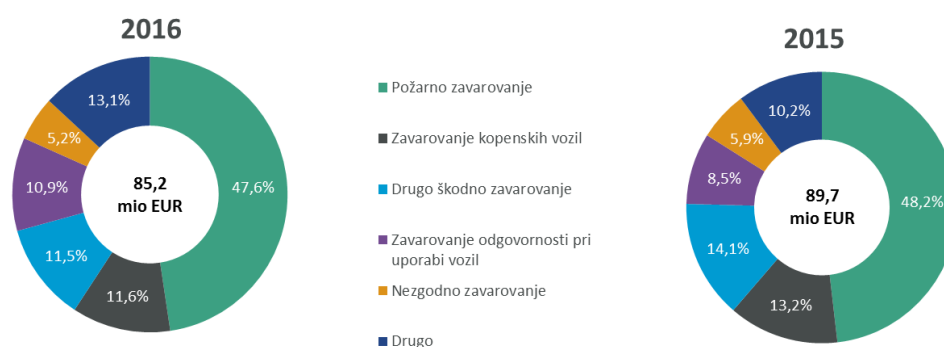 2016
13,1%
5,2%
10,9%
11,5%
11,6%
47,6%
85,2
mio EUR
Požarno zavarovanje
Zavarovanje kopenskih vozil
Drugo škodno zavarovanje
Zavarovanje odgovornosti pri
uporabi vozil
Nezgodno zavarovanje
Drugo
2015
10,2%
5,9%
8,5%
14,1%
13,2%
48,2%
89,7
mio EUR